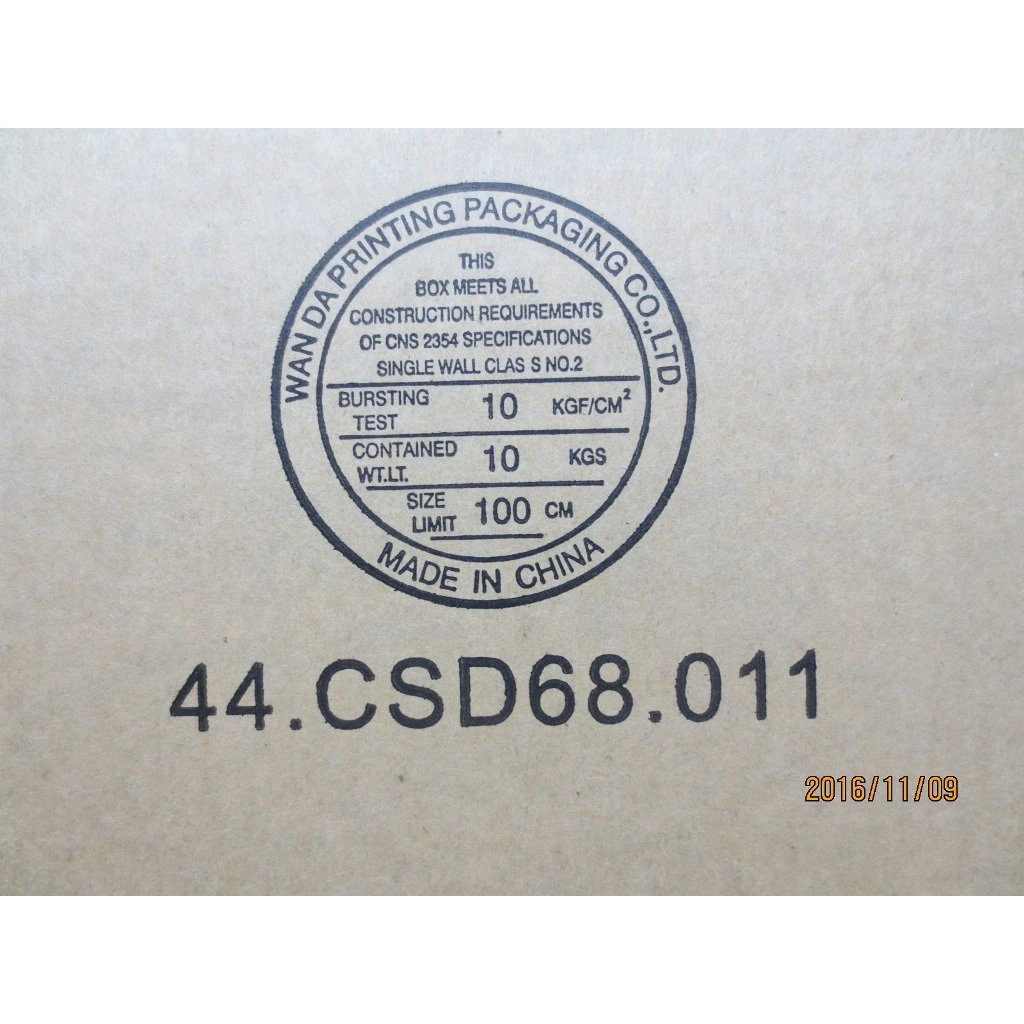 WAN DA PRINTING PACKAGING CO.,LTD.
THIS
BOX MEETS ALL
CONSTRUCTION REQUIREMENTS
OF CNS 2354 SPECIFICATIONS
SINGLE WALL CLAS S NO.2
BURSTING TEST 10 KGF/CM²
CONTAINED WT.LT. 10 KGS
SIZE LIMIT 100 CM
MADE IN CHINA
44.CSD68.011
2016/11/09